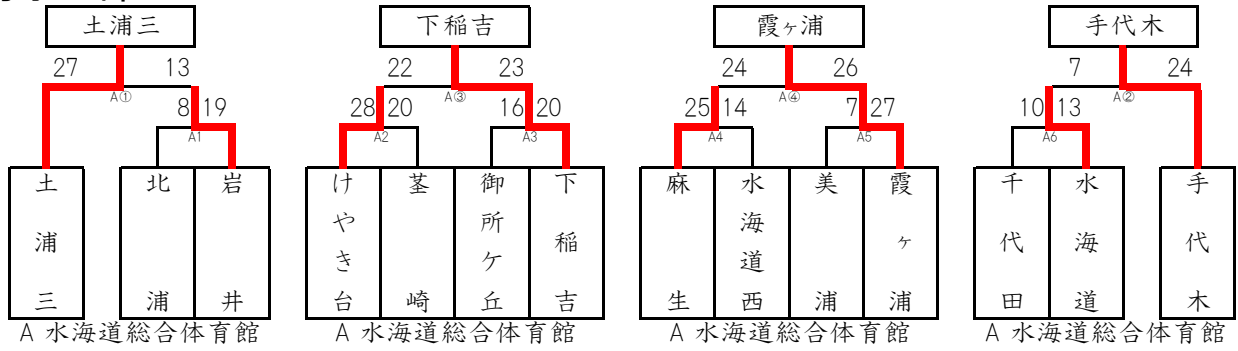 土浦三 下稲吉 霞ヶ浦 手代木
27 13 22 23 24 26 7 24
A① A③ A④ A②
8 19 28 20 16 20 25 14 7 27 10 13
A1 A2 A3 A4 A5 A6
土浦三 北浦 岩井 けやき台 茎崎 御所ケ丘 下稲吉 麻生 水海道西 美浦 霞ヶ浦 千代田 水海道 手代木
A 水海道総合体育館 A 水海道総合体育館 A 水海道総合体育館 A 水海道総合体育館